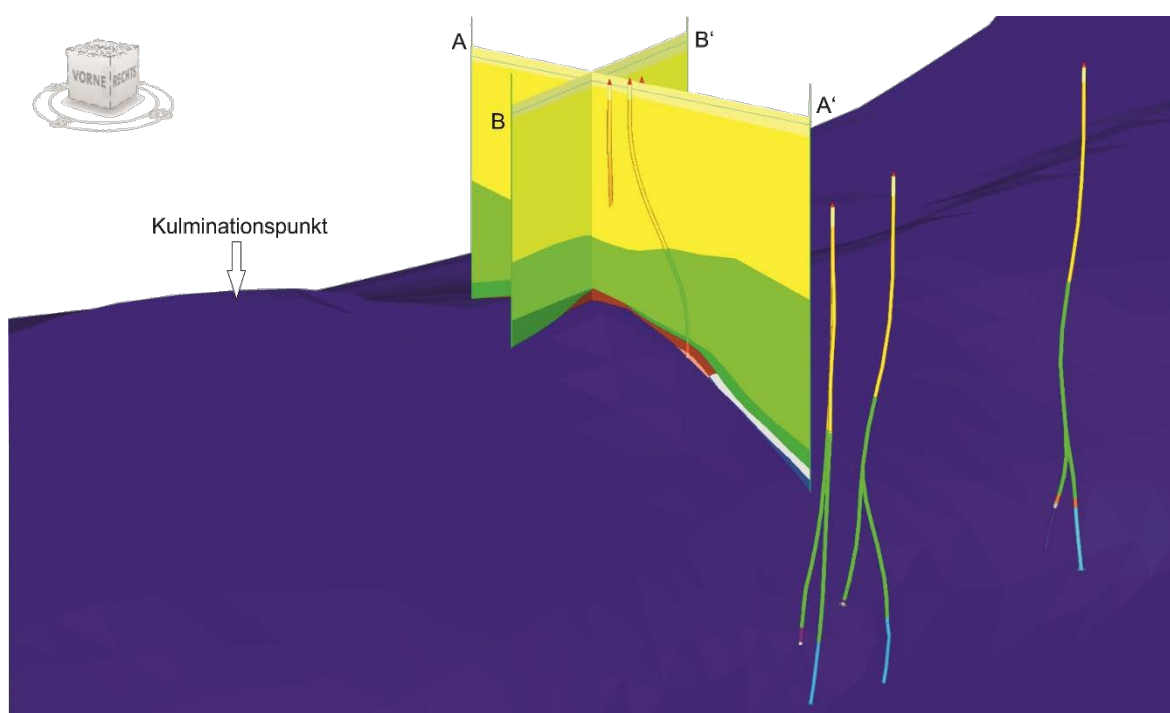 VORNE
RECHTS
A
B‘
B
A‘
Kulminationspunkt